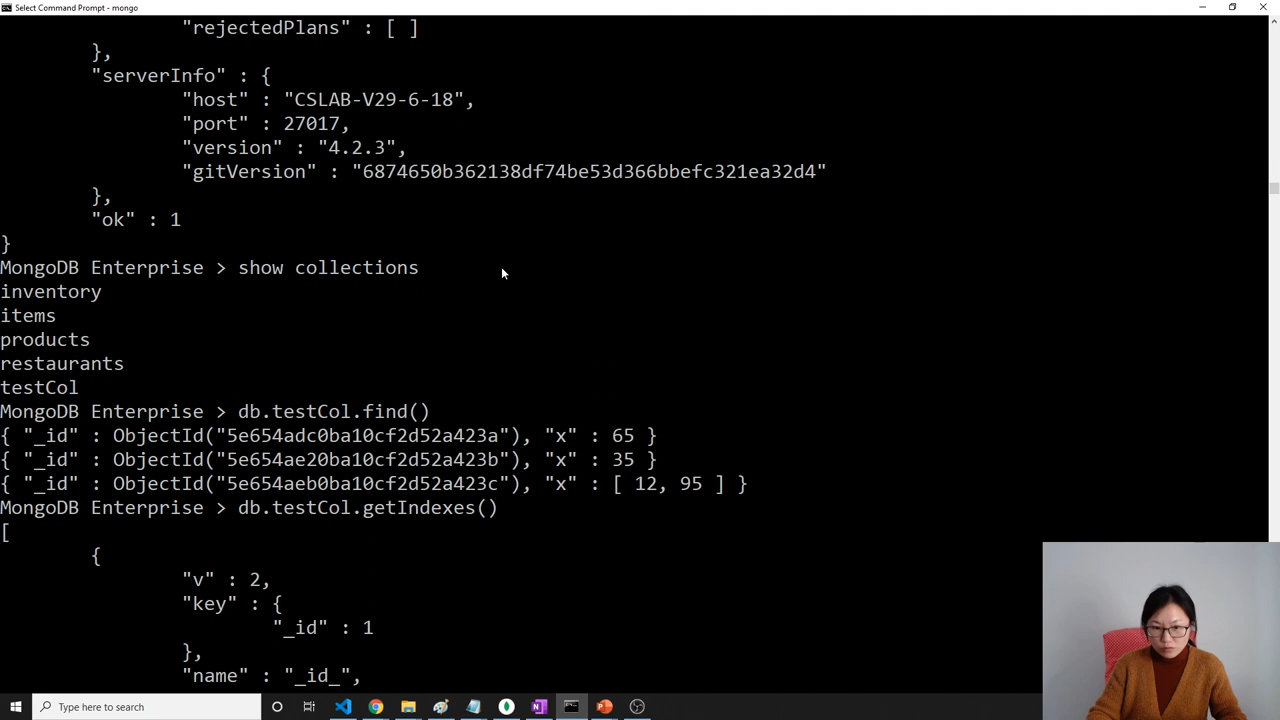 Select Command Prompt - mongo
"rejectedPlans" : [ ]
},
"serverInfo" : {
"host" : "CSLAB-V29-6-18",
"port" : 27017,
"version" : "4.2.3",
"gitVersion" : "6874650b362138df74be53d366bbefc321ea32d4"
},
"ok" : 1
}
MongoDB Enterprise > show collections
inventory
items
products
restaurants
testCol
MongoDB Enterprise > db.testCol.find()
{ "_id" : ObjectId("5e654adc0ba10cf2d52a423a"), "x" : 65 }
{ "_id" : ObjectId("5e654ae20ba10cf2d52a423b"), "x" : 35 }
{ "_id" : ObjectId("5e654aeb0ba10cf2d52a423c"), "x" : [ 12, 95 ] }
MongoDB Enterprise > db.testCol.getIndexes()
[
{
"v" : 2,
"key" : {
"_id" : 1
},
"name" : "_id_",
Type here to search